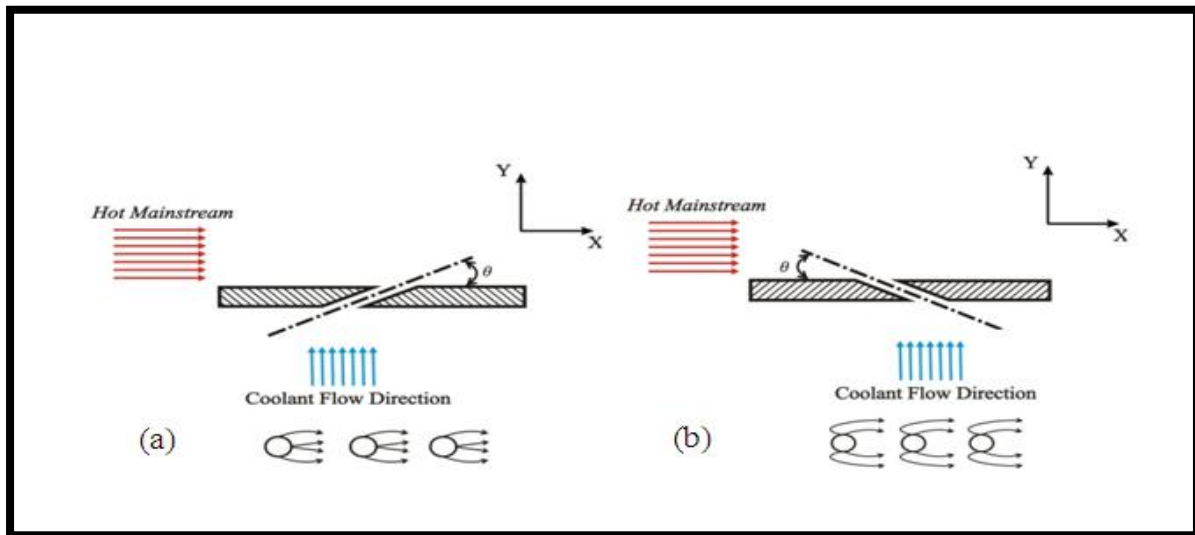 Y
X
Hot Mainstream
θ
Coolant Flow Direction
(a)
Y
X
Hot Mainstream
θ
Coolant Flow Direction
(b)